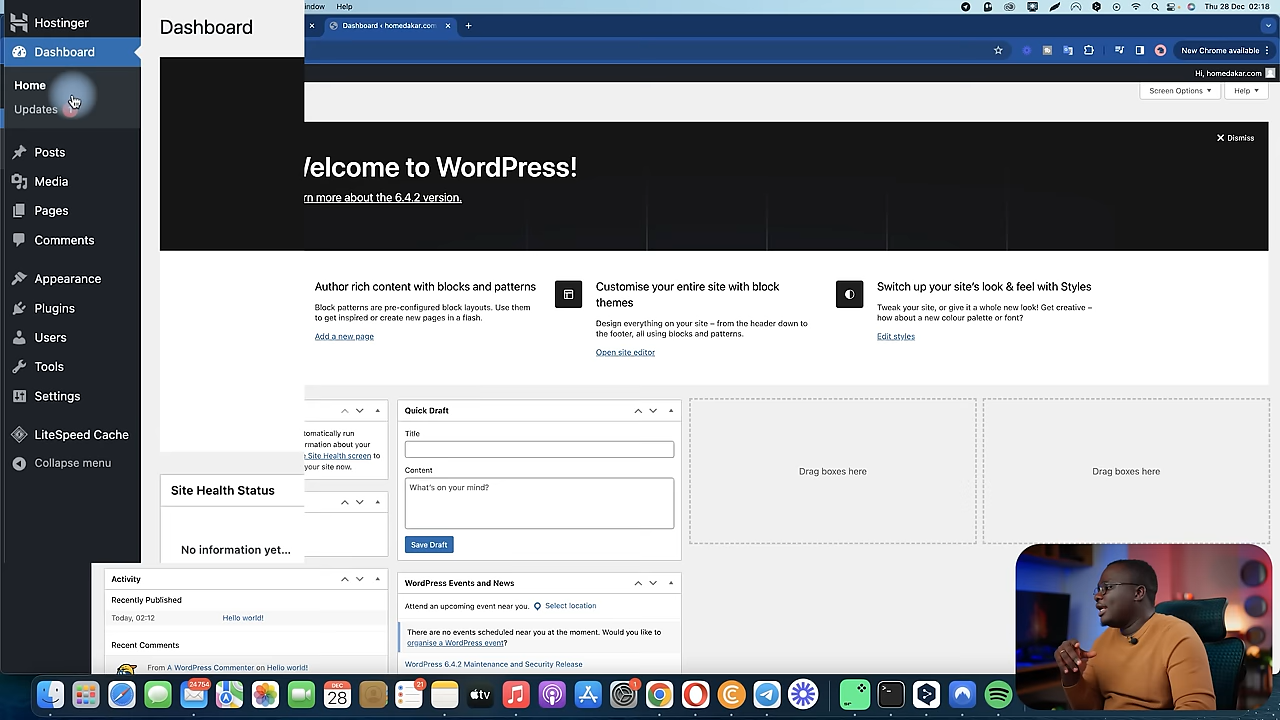 Hostinger
Dashboard
Home
Updates
Posts
Media
Pages
Comments
Appearance
Plugins
Users
Tools
Settings
LiteSpeed Cache
Collapse menu
Dashboard
Site Health Status
No information yet...
indow Help
Thu 28 Dec 02:18
Dashboard ‹ homedakar.com
New Chrome available
Hi, homedakar.com
Screen Options
Help
Dismiss
Welcome to WordPress!
rn more about the 6.4.2 version.
Author rich content with blocks and patterns
Block patterns are pre-configured block layouts. Use them
to get inspired or create new pages in a flash.
Add a new page
Customise your entire site with block
themes
Design everything on your site – from the header down to
the footer, all using blocks and patterns.
Open site editor
Switch up your site's look & feel with Styles
Tweak your site, or give it a whole new look! Get creative –
how about a new colour palette or font?
Edit styles
tomatically run
ormation about your
e Site Health screen to
your site now.
Quick Draft
Title
Content
What's on your mind?
Save Draft
Drag boxes here
Drag boxes here
Activity
Recently Published
Today, 02:12
Hello world!
Recent Comments
From A WordPress Commenter on Hello world!
WordPress Events and News
Attend an upcoming event near you.
Select location
There are no events scheduled near you at the moment. Would you like to
organise a WordPress event?
WordPress 6.4.2 Maintenance and Security Release
24754
DEC
28
21
tv
1